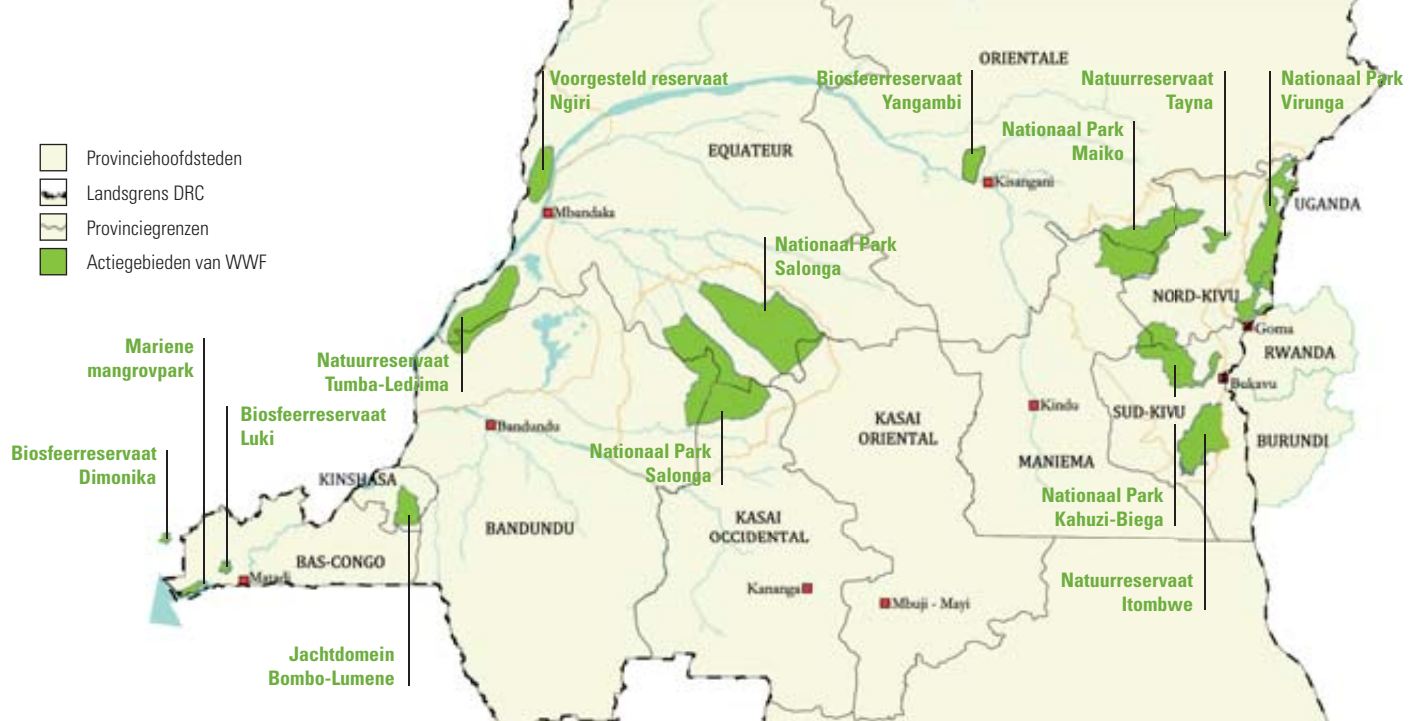 ORIENTALE
Voorgesteld reservaat
Ngiri
Biosfeerreservaat
Yangambi
Natuurreservaat
Tayna
Nationaal Park
Virunga
Nationaal Park
Maiko
Provinciehoofdsteden
Landsgrens DRC
Provinciegrenzen
Actiegebieden van WWF
EQUATEUR
Kisangani
Mbandaka
UGANDA
Nationaal Park
Salonga
NORD-KIVU
Goma
RWANDA
Mariene
mangrovpark
Natuurreservaat
Tumba-Ledjima
Bukavu
Biosfeerreservaat
Luki
Bandundu
KASAI
ORIENTAL
Kindu
SUD-KIVU
BURUNDI
Biosfeerreservaat
Dimonika
KINSHASA
Nationaal Park
Salonga
MANIEMA
Nationaal Park
Kahuzi-Biega
BANDUNDU
KASAI
OCCIDENTAL
BAS-CONGO
Matadi
Kananga
Mbuji - Mayi
Natuurreservaat
Itombwe
Jachtdomein
Bombo-Lumene